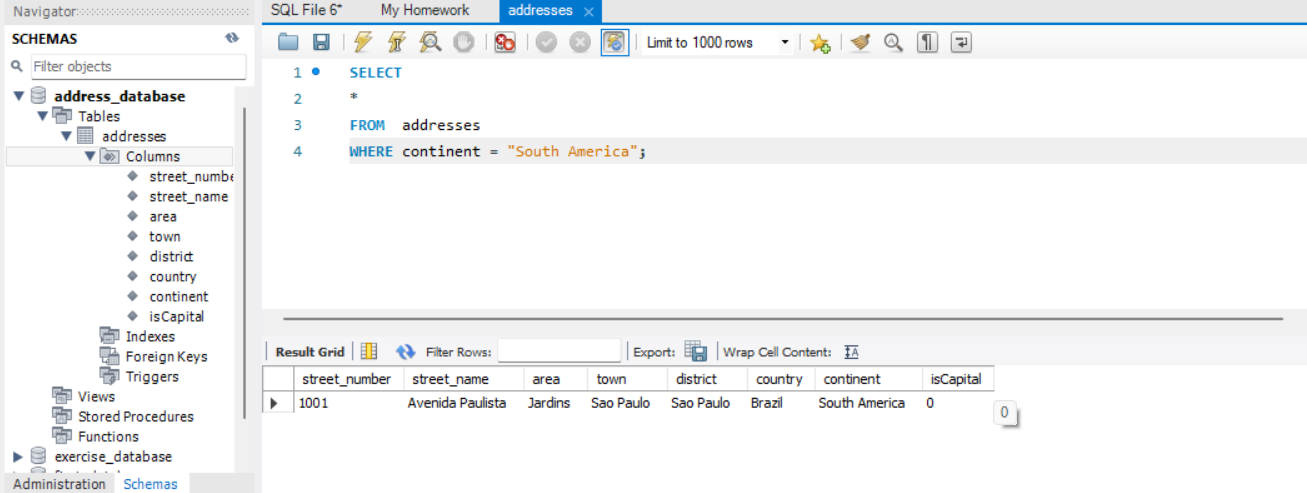 Navigator
SCHEMAS
Filter objects
address_database
Tables
addresses
Columns
street_numbe
street_name
area
town
district
country
continent
isCapital
Indexes
Foreign Keys
Triggers
Views
Stored Procedures
Functions
exercise_database
Administration Schemas
SQL File 6* My Homework addresses
Limit to 1000 rows
1 SELECT
2 *
3 FROM addresses
4 WHERE continent = "South America";
Result Grid Filter Rows: Export: Wrap Cell Content: IA
street_number street_name area town district country continent isCapital
1001 Avenida Paulista Jardins Sao Paulo Sao Paulo Brazil South America 0
0